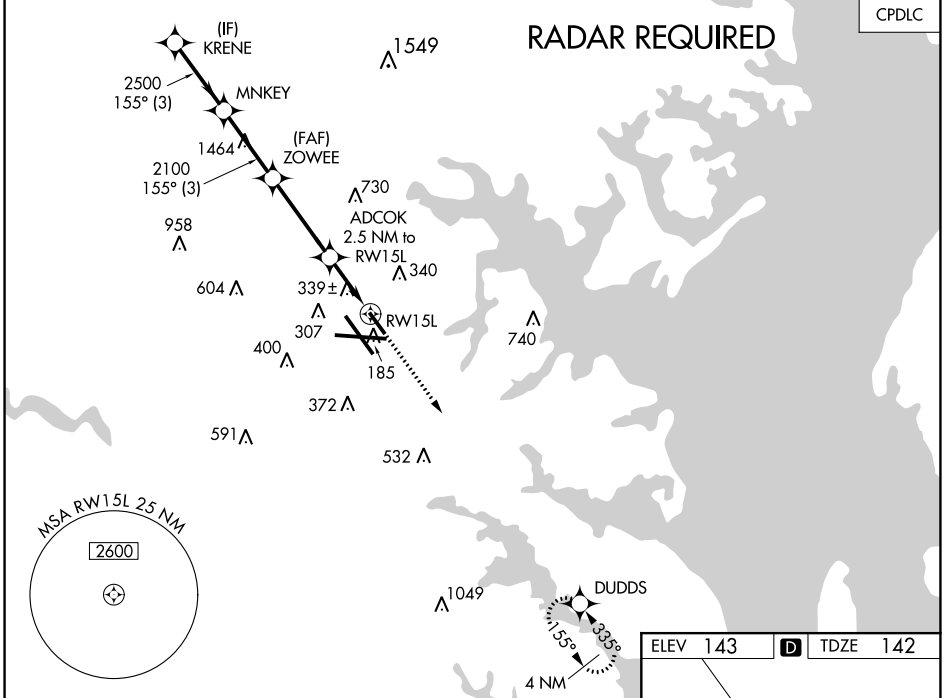 CPDLC
RADAR REQUIRED
(IF)
KRENE
1549
2500
155° (3)
MNKEY
1464
(FAF)
ZOWEE
2100
155° (3)
730
958
ADCOK
2.5 NM to
RW15L
340
604
339±
307
RW15L
740
400
185
372
591
532
MSA RW15L 25 NM
2600
1049
DUDDS
155°
335°
4 NM
ELEV 143 D TDZE 142